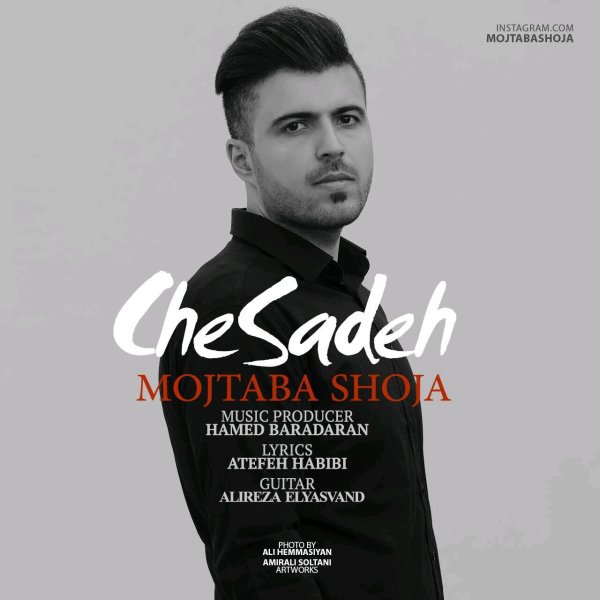 INSTAGRAM.COM
MOJTABASHOJA
CheSadeh
MOJTABA SHOJA
MUSIC PRODUCER
HAMED BARADARAN
LYRICS
ATEFEH HABIBI
GUITAR
ALIREZA ELYASVAND
PHOTO BY
ALI HEMMASIYAN
AMIRALI SOLTANI
ARTWORKS